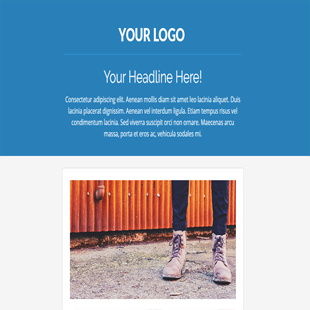 YOUR LOGO
Your Headline Here!
Consectetur adipiscing elit. Aenean mollis diam sit amet leo lacinia aliquet. Duis
lacinia placerat dignissim. Aenean vel interdum ligula. Etiam tempus risus vel
condimentum lacinia. Sed viverra suscipit orci non ornare. Maecenas arcu
massa, porta et eros ac, vehicula sodales mi.